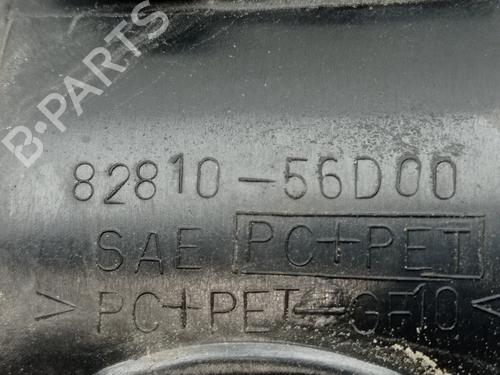 B-PARTS
82810-56D00
SAE PC+PET
>PC+PET-GF10<